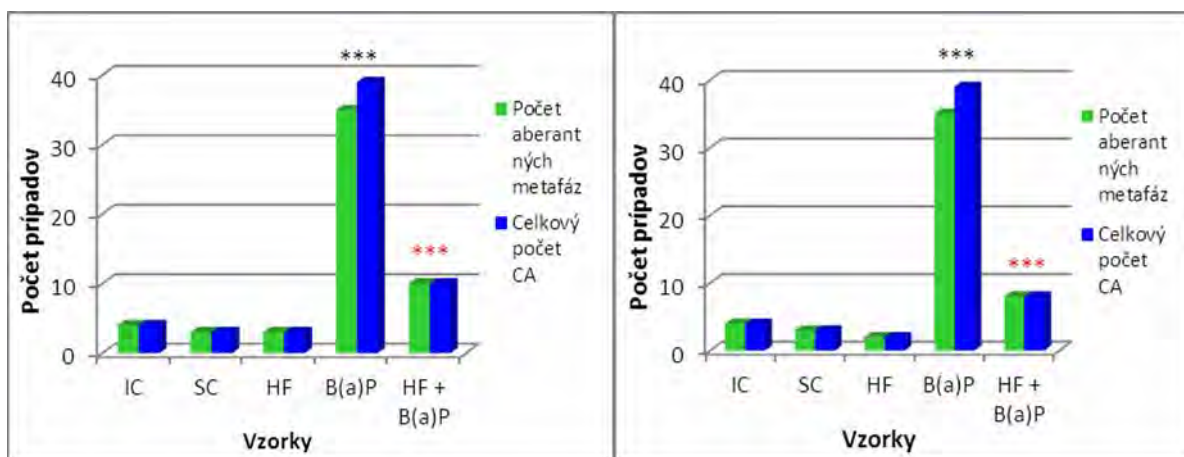 ***
40
30
20
10
0
Počet prípadov
***
IC SC HF B(a)P HF +
B(a)P
Vzorky
Počet
aberant
ných
metafáz
Celkový
počet
CA
***
40
30
20
10
0
Počet prípadov
***
IC SC HF B(a)P HF +
B(a)P
Vzorky
Počet
aberant
ných
metafáz
Celkový
počet
CA